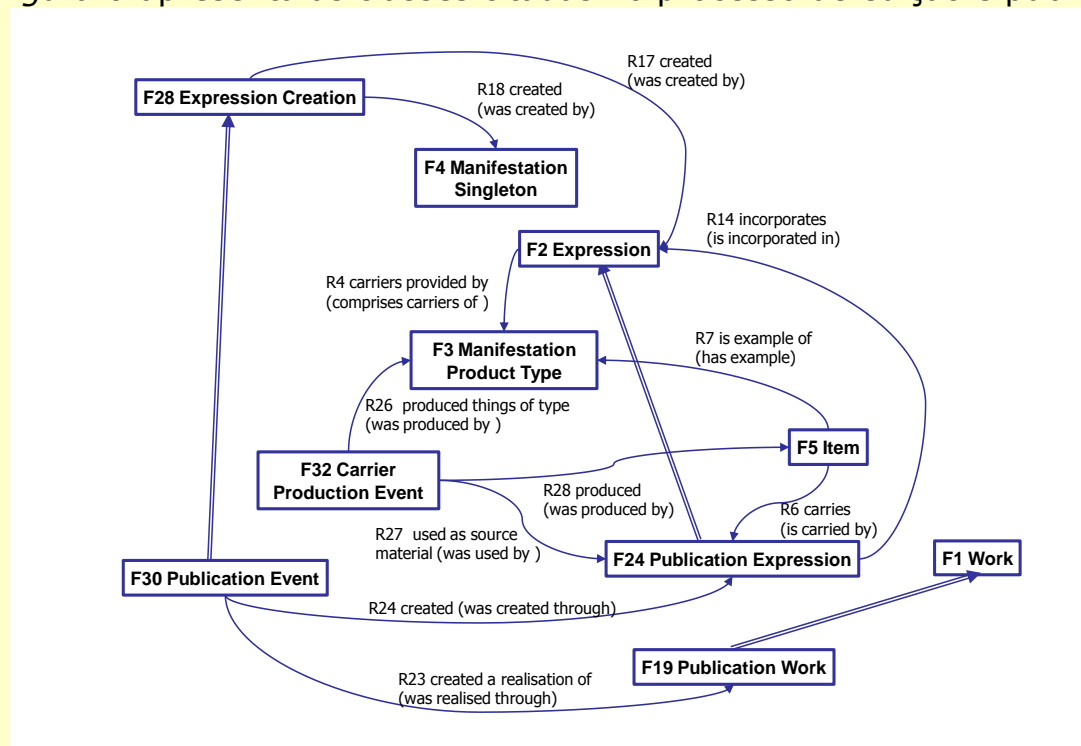 R17 created
(was created by)
R18 created
(was created by)
F28 Expression Creation
F4 Manifestation
Singleton
R14 incorporates
(is incorporated in)
F2 Expression
R4 carriers provided by
(comprises carriers of )
R7 is example of
(has example)
F3 Manifestation
Product Type
R26 produced things of type
(was produced by )
F5 Item
F32 Carrier
Production Event
R28 produced
(was produced by)
R6 carries
(is carried by)
R27 used as source
material (was used by )
F24 Publication Expression
F1 Work
F30 Publication Event
R24 created (was created through)
F19 Publication Work
R23 created a realisation of
(was realised through)